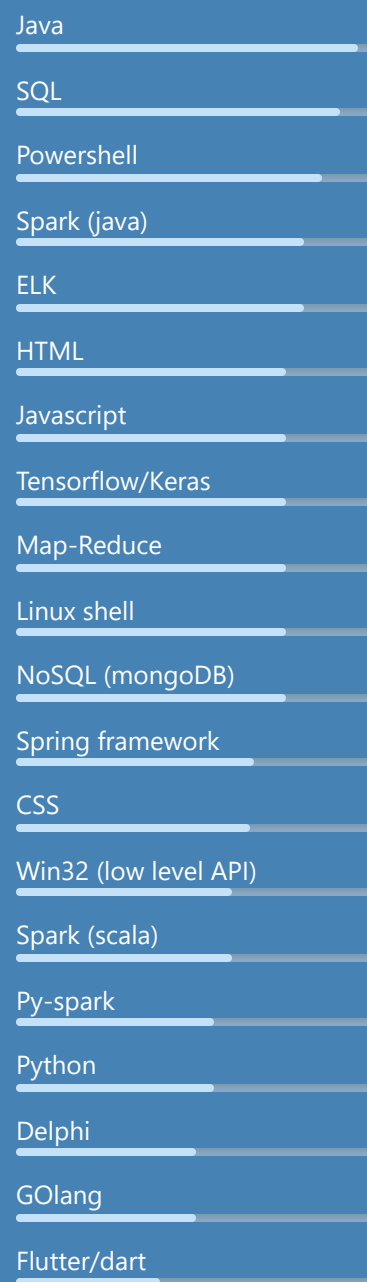 Java
SQL
Powershell
Spark (java)
ELK
HTML
Javascript
Tensorflow/Keras
Map-Reduce
Linux shell
NoSQL (mongoDB)
Spring framework
CSS
Win32 (low level API)
Spark (scala)
Py-spark
Python
Delphi
GOlang
Flutter/dart